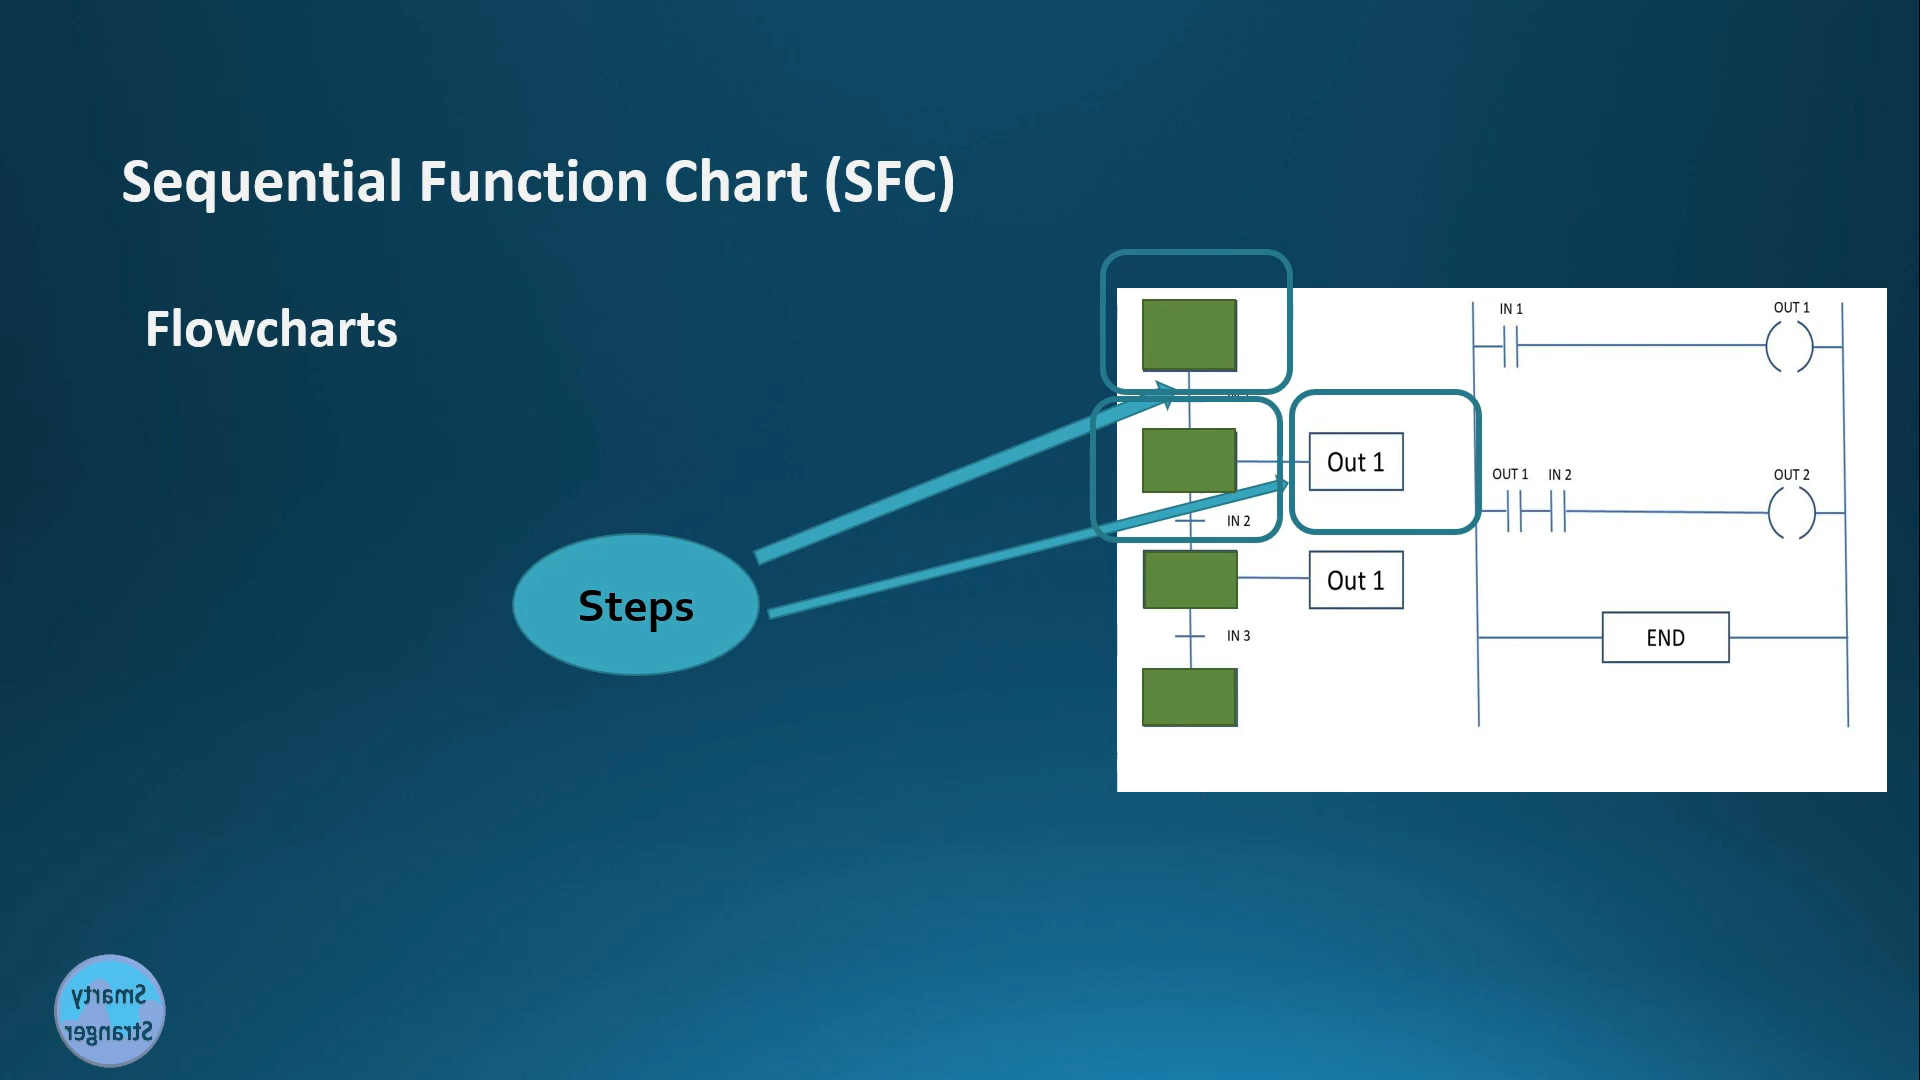 Sequential Function Chart (SFC)
Flowcharts
Steps
Out 1
IN 2
Out 1
IN 3
IN 1
OUT 1
OUT 1
IN 2
OUT 2
END
Smarty
Stranger